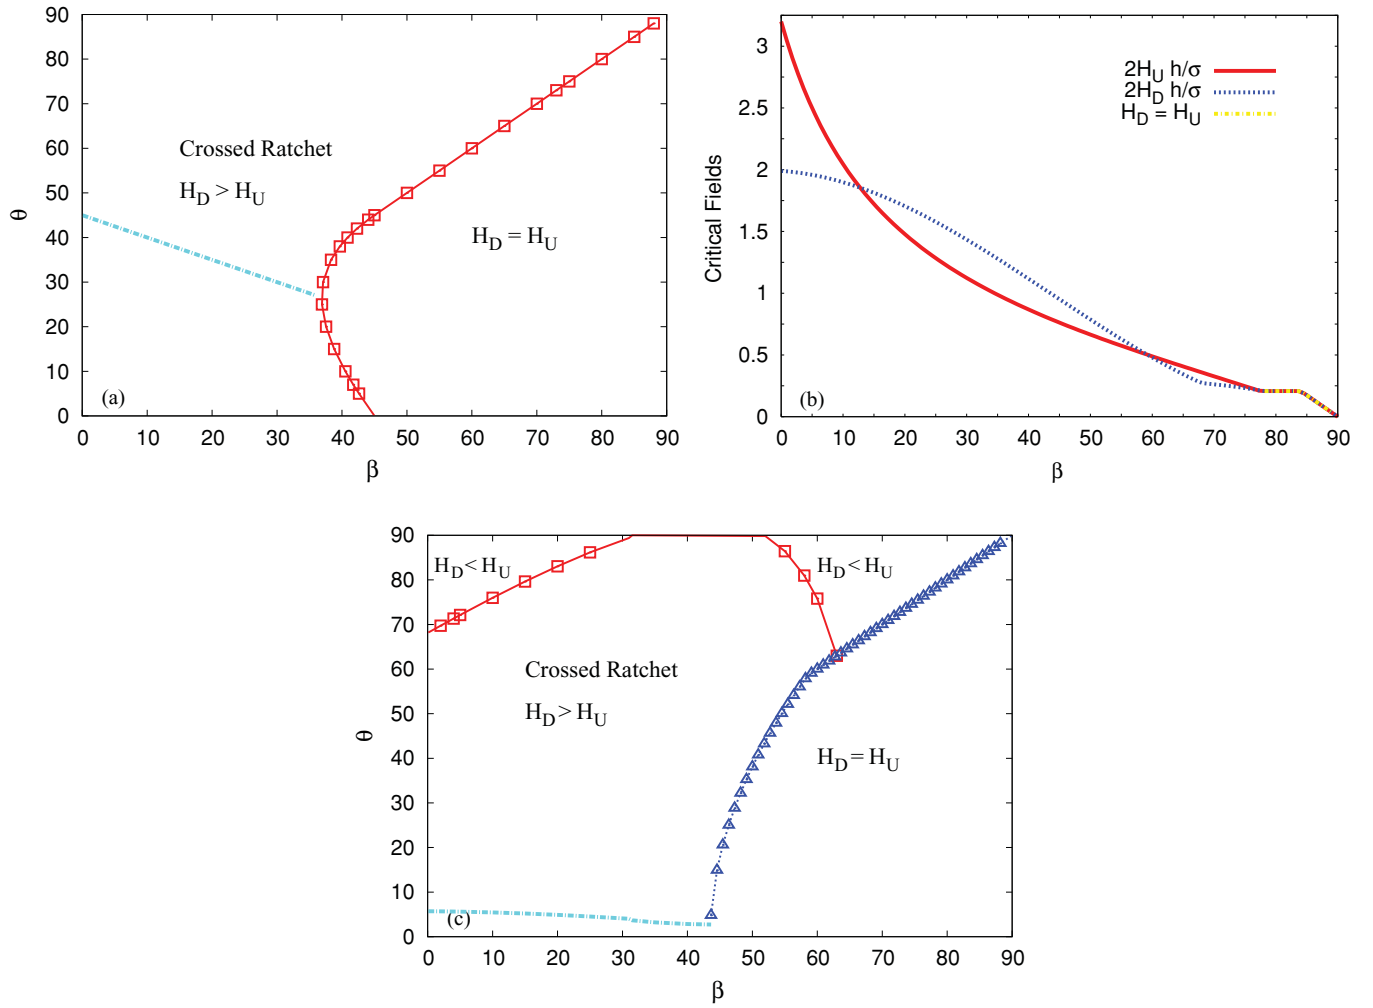 90
80
70
60
50
40
30
20
10
0
θ
Crossed Ratchet
H_D > H_U
H_D = H_U
(a)
0 10 20 30 40 50 60 70 80 90
β
3
2.5
2
1.5
1
0.5
0
Critical Fields
2H_U h/σ
2H_D h/σ
H_D = H_U
(b)
0 10 20 30 40 50 60 70 80 90
β
90
80
70
60
50
40
30
20
10
0
θ
H_D < H_U
H_D < H_U
Crossed Ratchet
H_D > H_U
H_D = H_U
(c)
0 10 20 30 40 50 60 70 80 90
β